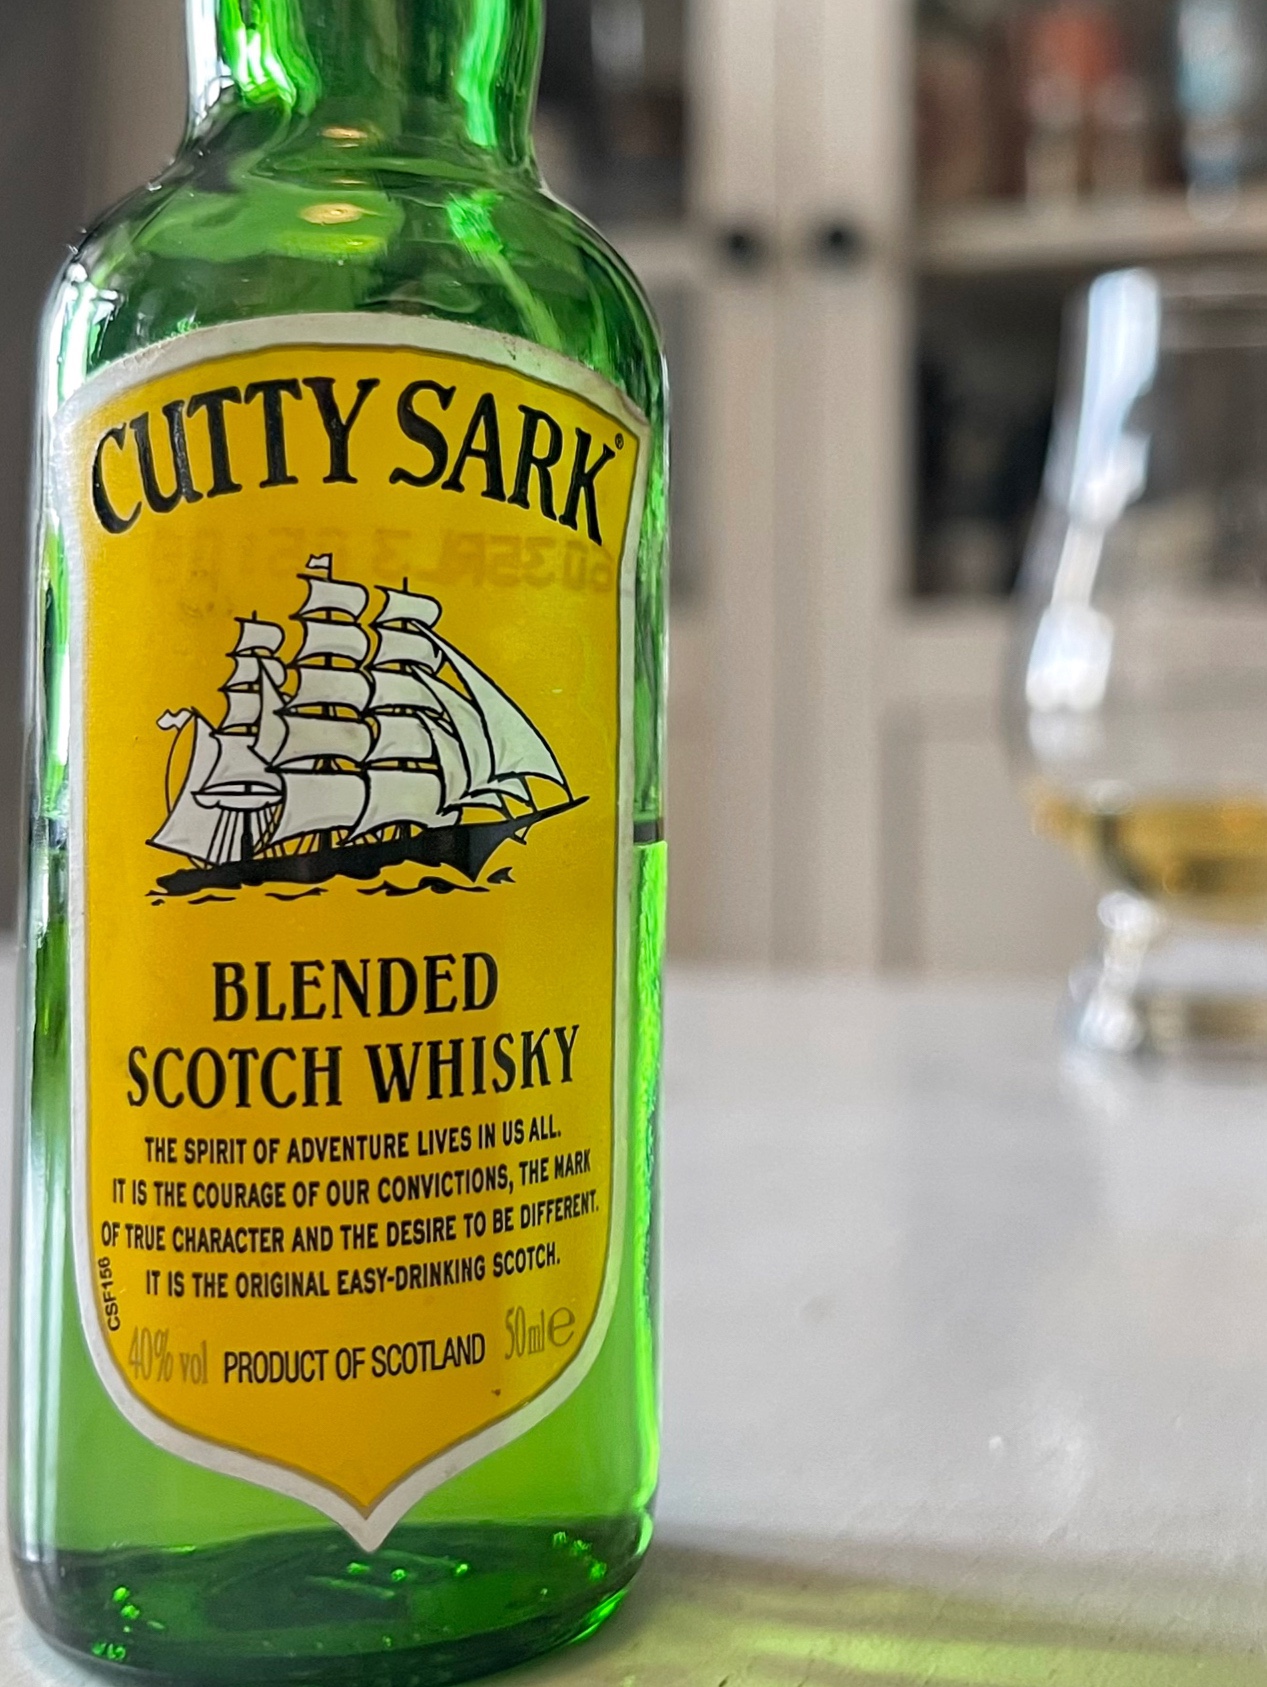 CUTTY SARK®
BLENDED
SCOTCH WHISKY
THE SPIRIT OF ADVENTURE LIVES IN US ALL.
IT IS THE COURAGE OF OUR CONVICTIONS, THE MARK
OF TRUE CHARACTER AND THE DESIRE TO BE DIFFERENT.
IT IS THE ORIGINAL EASY-DRINKING SCOTCH.
CSF156
40% vol PRODUCT OF SCOTLAND 50ml℮